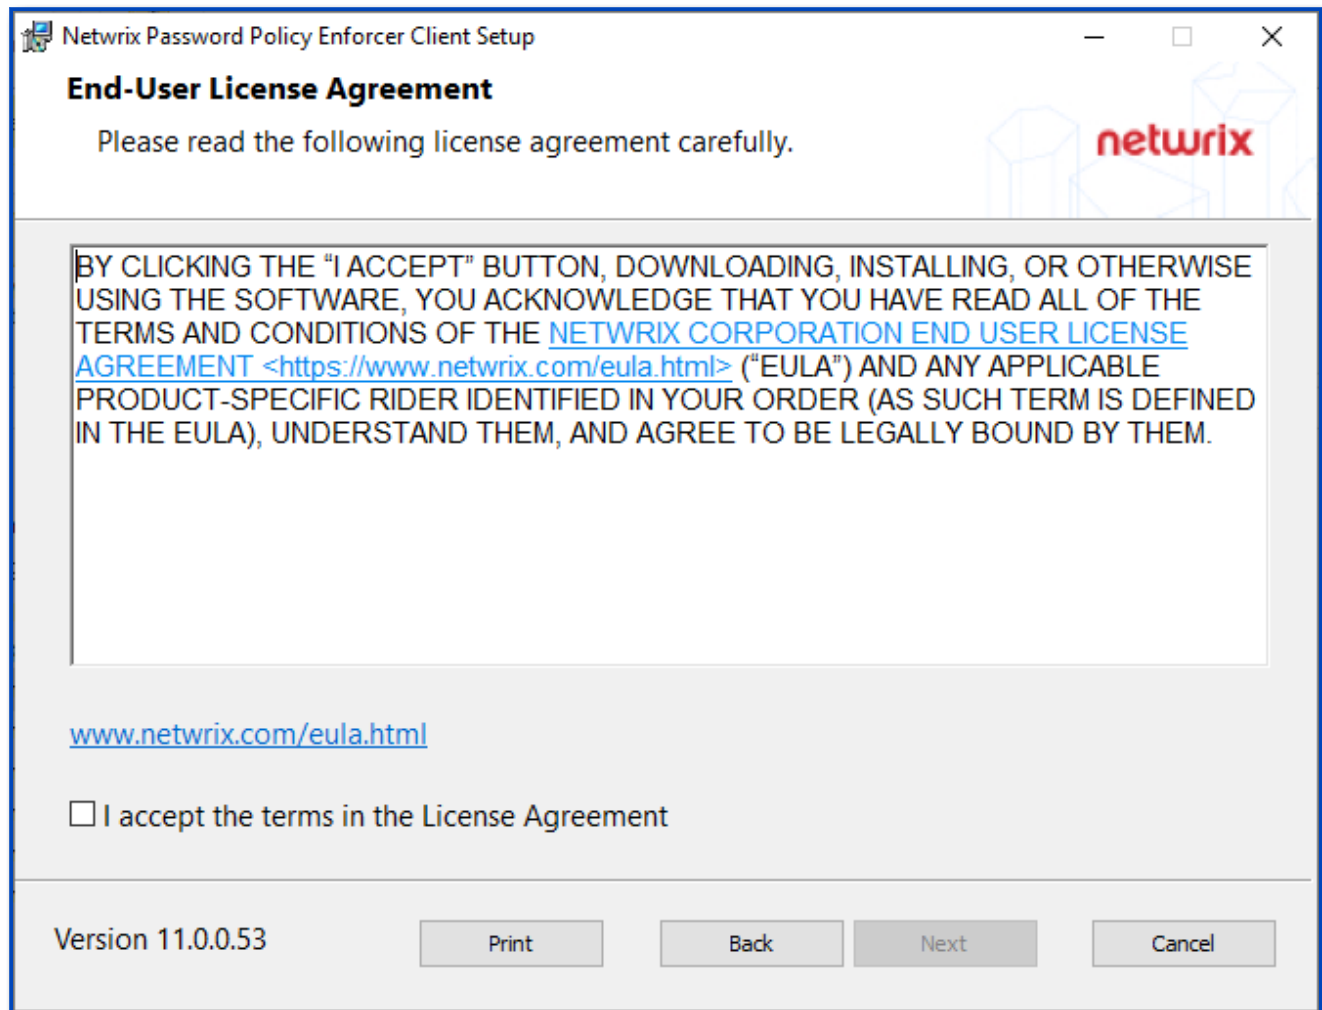 Netwrix Password Policy Enforcer Client Setup
End-User License Agreement
Please read the following license agreement carefully.
netwrix
BY CLICKING THE “I ACCEPT” BUTTON, DOWNLOADING, INSTALLING, OR OTHERWISE
USING THE SOFTWARE, YOU ACKNOWLEDGE THAT YOU HAVE READ ALL OF THE
TERMS AND CONDITIONS OF THE NETWRIX CORPORATION END USER LICENSE
AGREEMENT <https://www.netwrix.com/eula.html> (“EULA”) AND ANY APPLICABLE
PRODUCT-SPECIFIC RIDER IDENTIFIED IN YOUR ORDER (AS SUCH TERM IS DEFINED
IN THE EULA), UNDERSTAND THEM, AND AGREE TO BE LEGALLY BOUND BY THEM.
www.netwrix.com/eula.html
I accept the terms in the License Agreement
Version 11.0.0.53
Print
Back
Next
Cancel